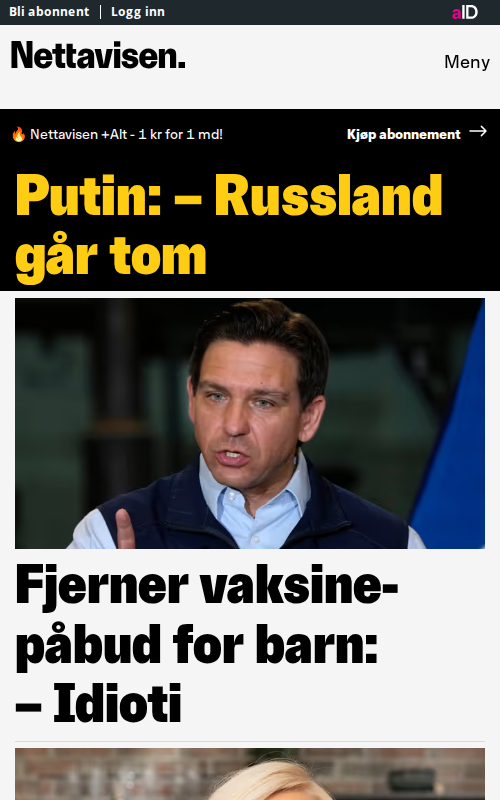 Bli abonnent | Logg inn
aID
Nettavisen.
Meny
🔥 Nettavisen +Alt - 1 kr for 1 md!
Kjøp abonnement →
Putin: – Russland
går tom
Fjerner vaksine-
påbud for barn:
– Idioti